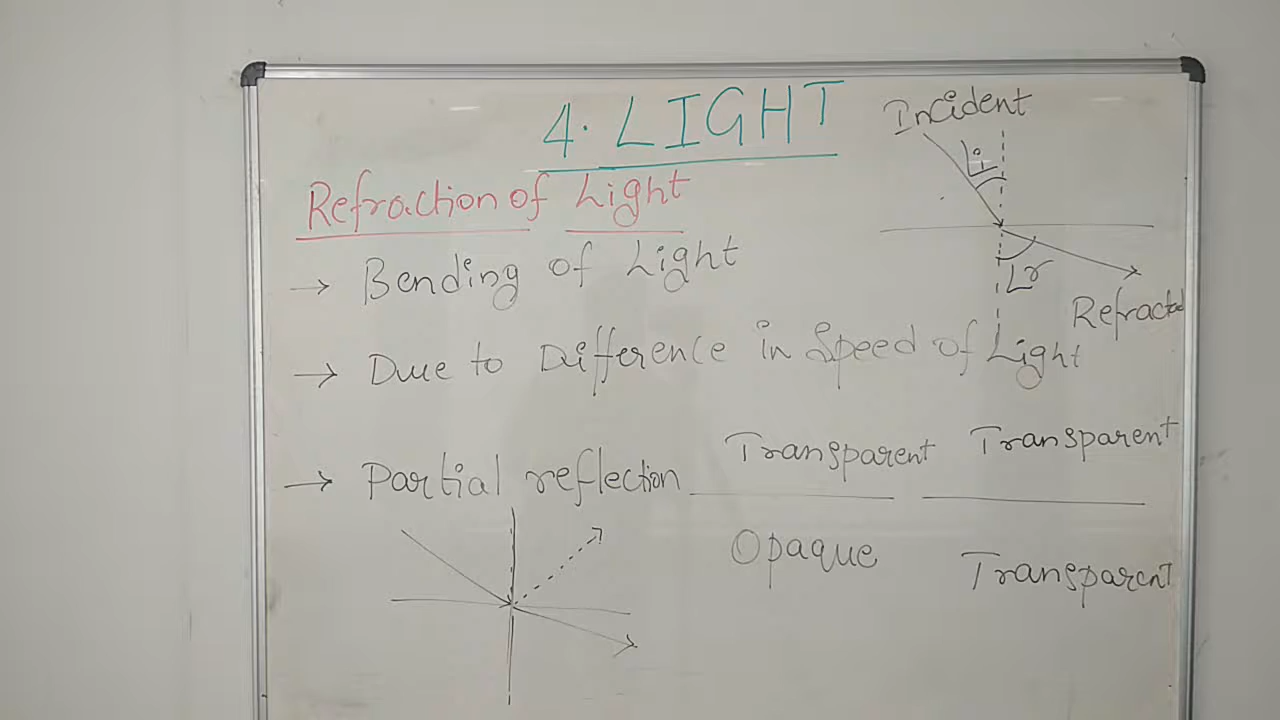 4. LIGHT
Incident
∠i
Refraction of Light
→ Bending of Light
∠r
Refracted
→ Due to Difference in Speed of Light
→ Partial reflection
Transparent
Opaque
Transparent
Transparent